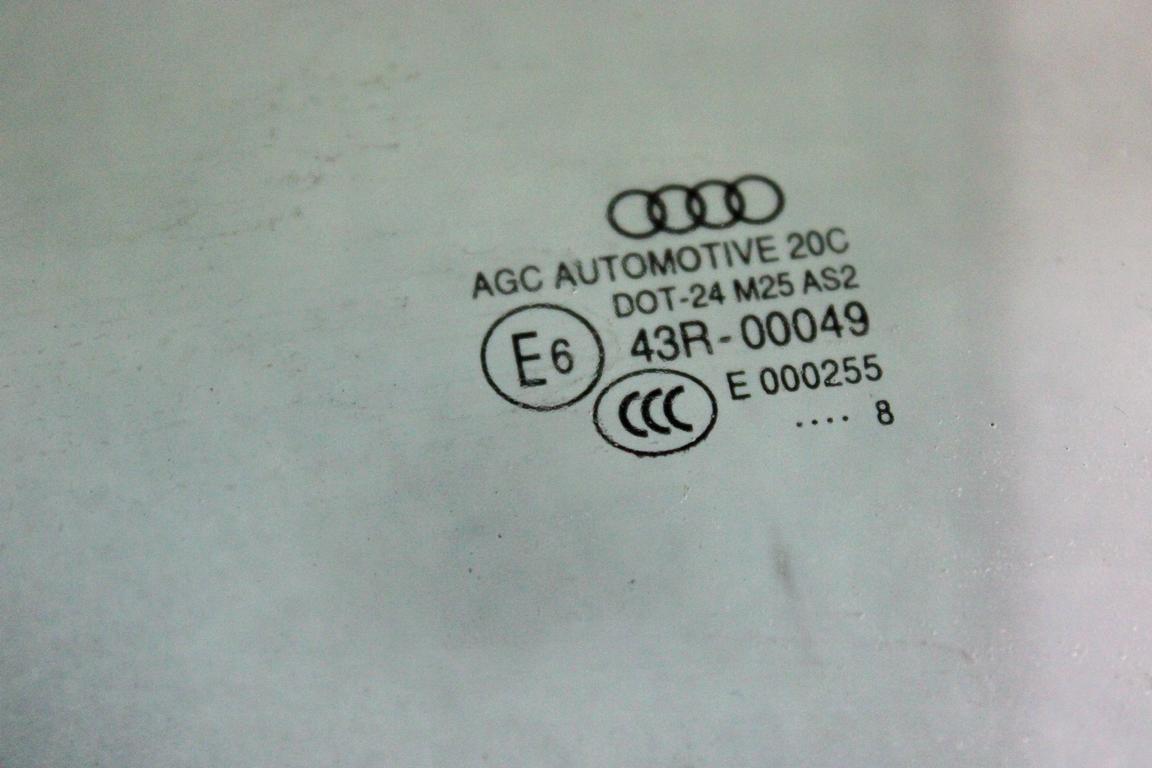 AGC AUTOMOTIVE 20C
DOT-24 M25 AS2
E6 43R-00049
CCC E 000255
.... 8